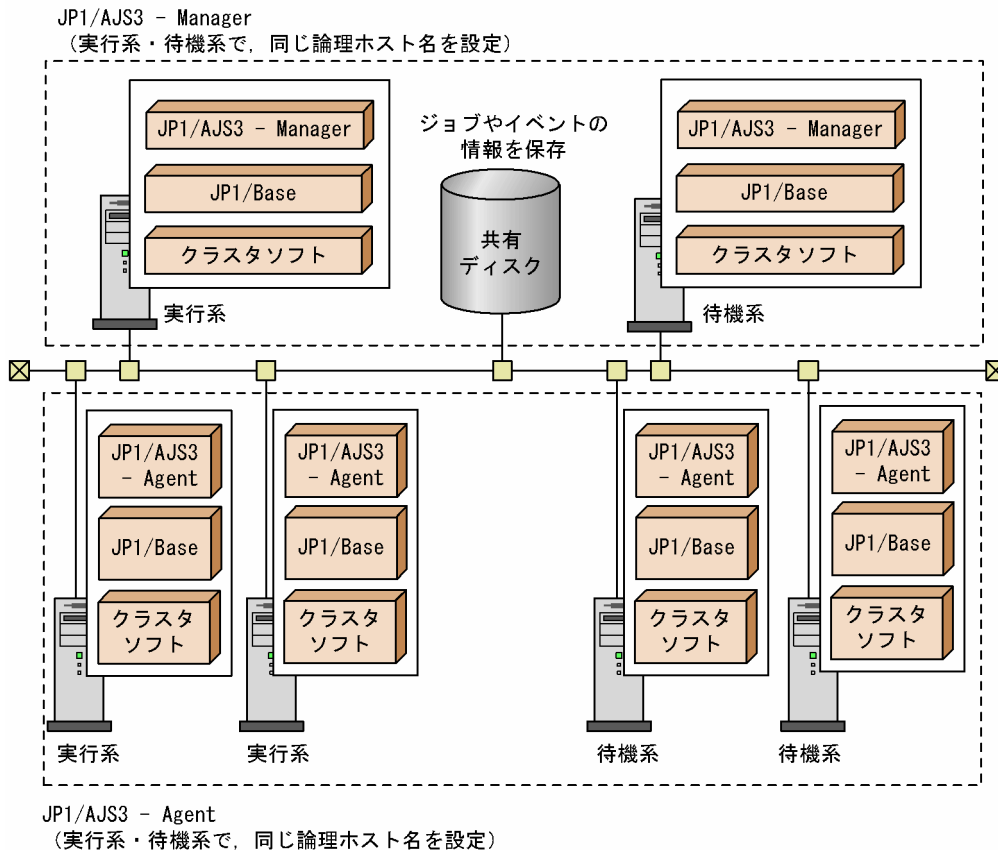 JP1/AJS3 - Manager
(実行系・待機系で,同じ論理ホスト名を設定)
JP1/AJS3 - Manager
JP1/Base
クラスタソフト
実行系
ジョブやイベントの
情報を保存
共有
ディスク
JP1/AJS3 - Manager
JP1/Base
クラスタソフト
待機系
JP1/AJS3
- Agent
JP1/Base
クラスタ
ソフト
実行系
JP1/AJS3
- Agent
JP1/Base
クラスタ
ソフト
実行系
JP1/AJS3
- Agent
JP1/Base
クラスタ
ソフト
待機系
JP1/AJS3
- Agent
JP1/Base
クラスタ
ソフト
待機系
JP1/AJS3 - Agent
(実行系・待機系で,同じ論理ホスト名を設定)